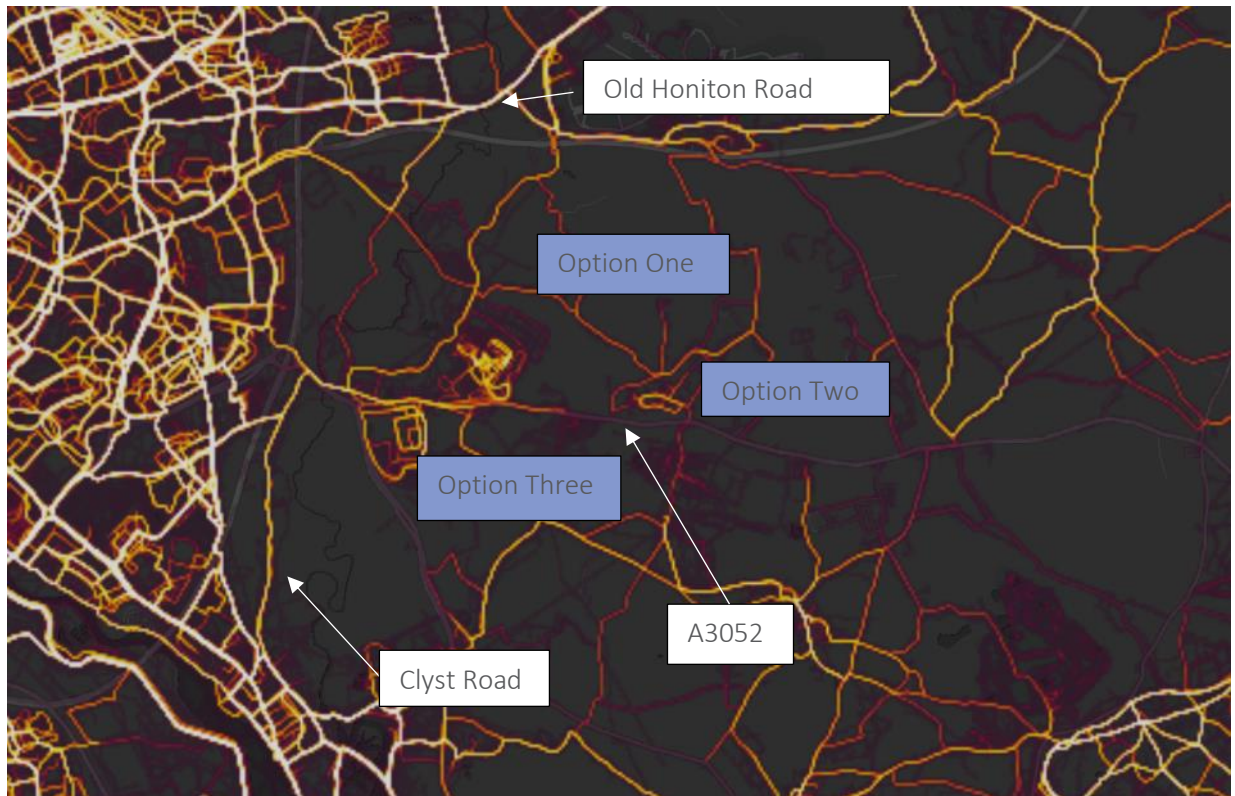 Old Honiton Road
Option One
Option Two
Option Three
A3052
Clyst Road